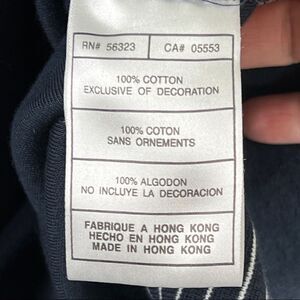 RN# 56323 CA# 05553
100% COTTON
EXCLUSIVE OF DECORATION
100% COTON
SANS ORNEMENTS
100% ALGODON
NO INCLUYE LA DECORACION
FABRIQUE A HONG KONG
HECHO EN HONG KONG
MADE IN HONG KONG